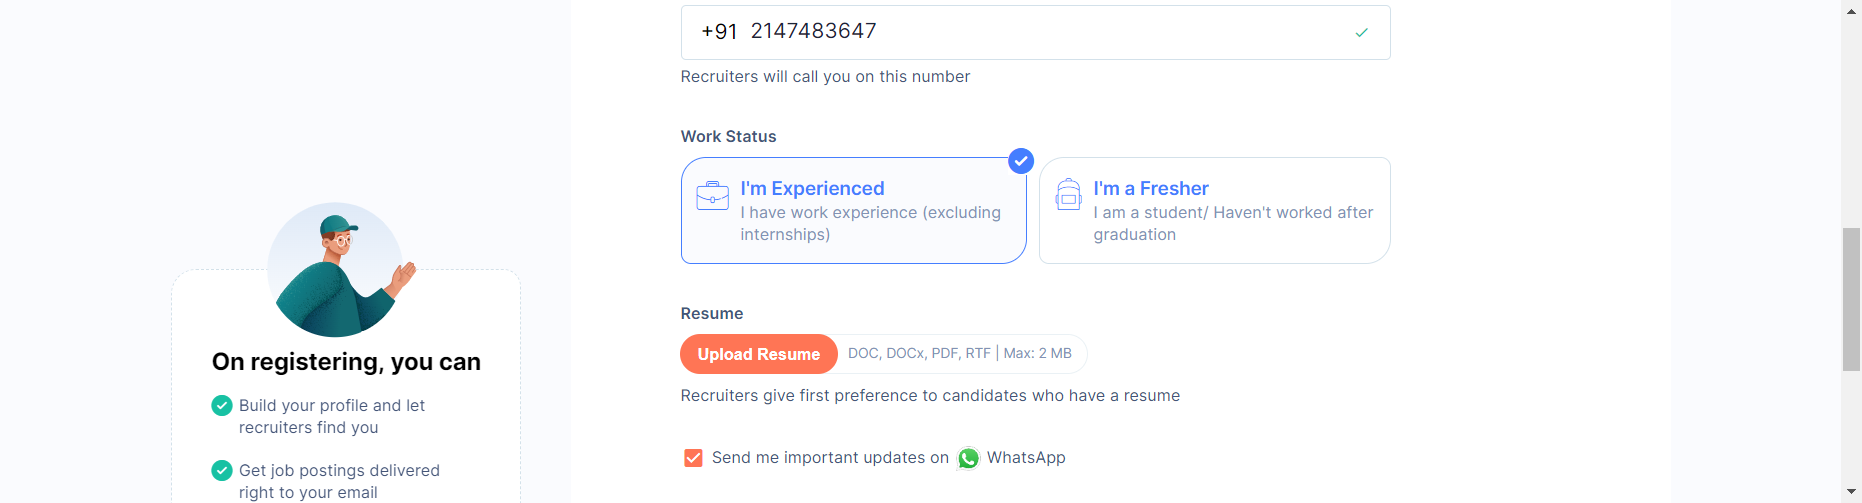 +91 2147483647
Recruiters will call you on this number
Work Status
I'm Experienced
I have work experience (excluding
internships)
I'm a Fresher
I am a student/ Haven't worked after
graduation
Resume
Upload Resume DOC, DOCx, PDF, RTF | Max: 2 MB
Recruiters give first preference to candidates who have a resume
Send me important updates on WhatsApp
On registering, you can
Build your profile and let
recruiters find you
Get job postings delivered
right to your email